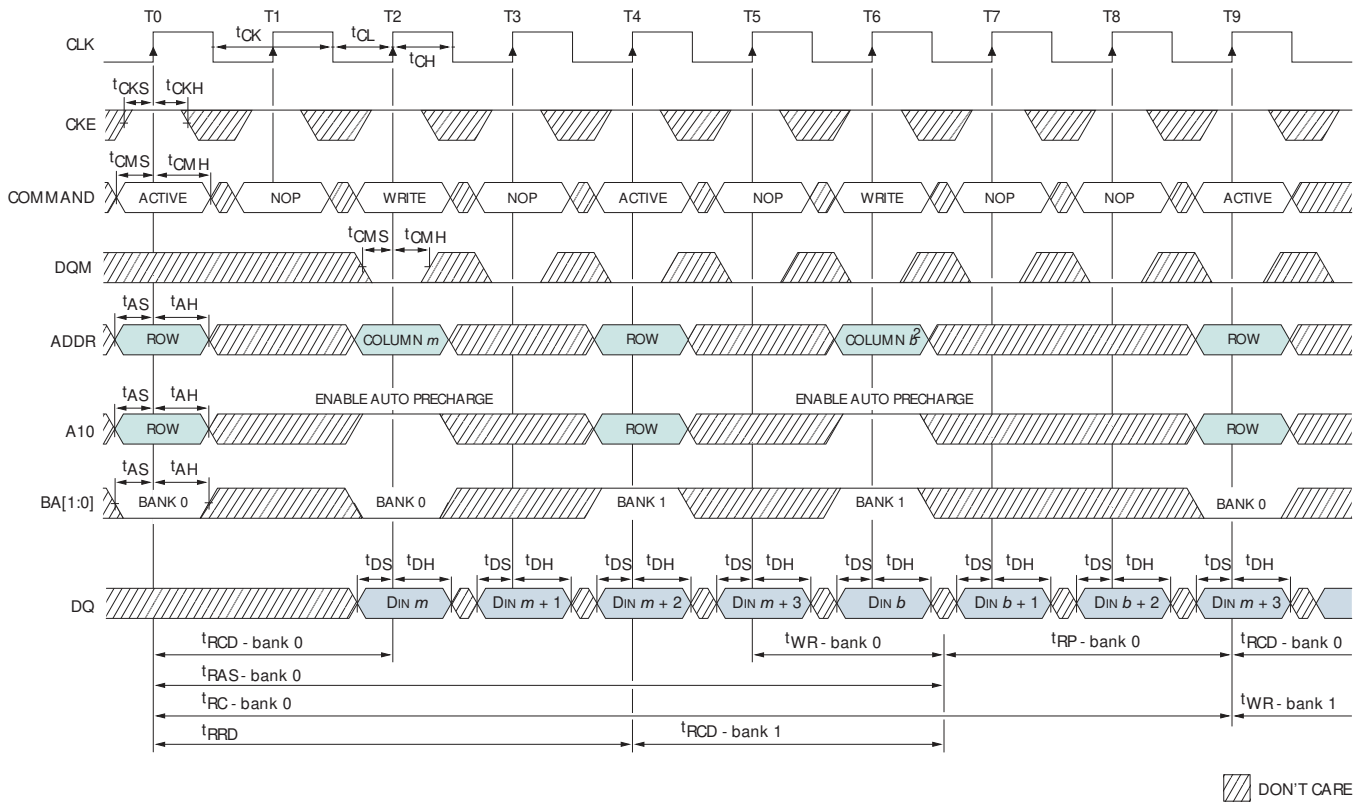 T0 T1 T2 T3 T4 T5 T6 T7 T8 T9
CLK
tCK tCL
tCH
tCKS tCKH
CKE
tCMS tCMH
COMMAND ACTIVE NOP WRITE NOP ACTIVE NOP WRITE NOP NOP ACTIVE
tCMS tCMH
DQM
tAS tAH
ADDR ROW COLUMN m ROW COLUMN b2 ROW
tAS tAH ENABLE AUTO PRECHARGE ENABLE AUTO PRECHARGE
A10 ROW ROW ROW
tAS tAH
BA[1:0] BANK 0 BANK 0 BANK 1 BANK 1 BANK 0
tDS tDH tDS tDH tDS tDH tDS tDH tDS tDH tDS tDH tDS tDH tDS tDH
DQ DIN m DIN m + 1 DIN m + 2 DIN m + 3 DIN b DIN b + 1 DIN b + 2 DIN m + 3
tRCD - bank 0 tWR - bank 0 tRP - bank 0 tRCD - bank 0
tRAS - bank 0
tRC - bank 0 tWR - bank 1
tRRD tRCD - bank 1
DON'T CARE